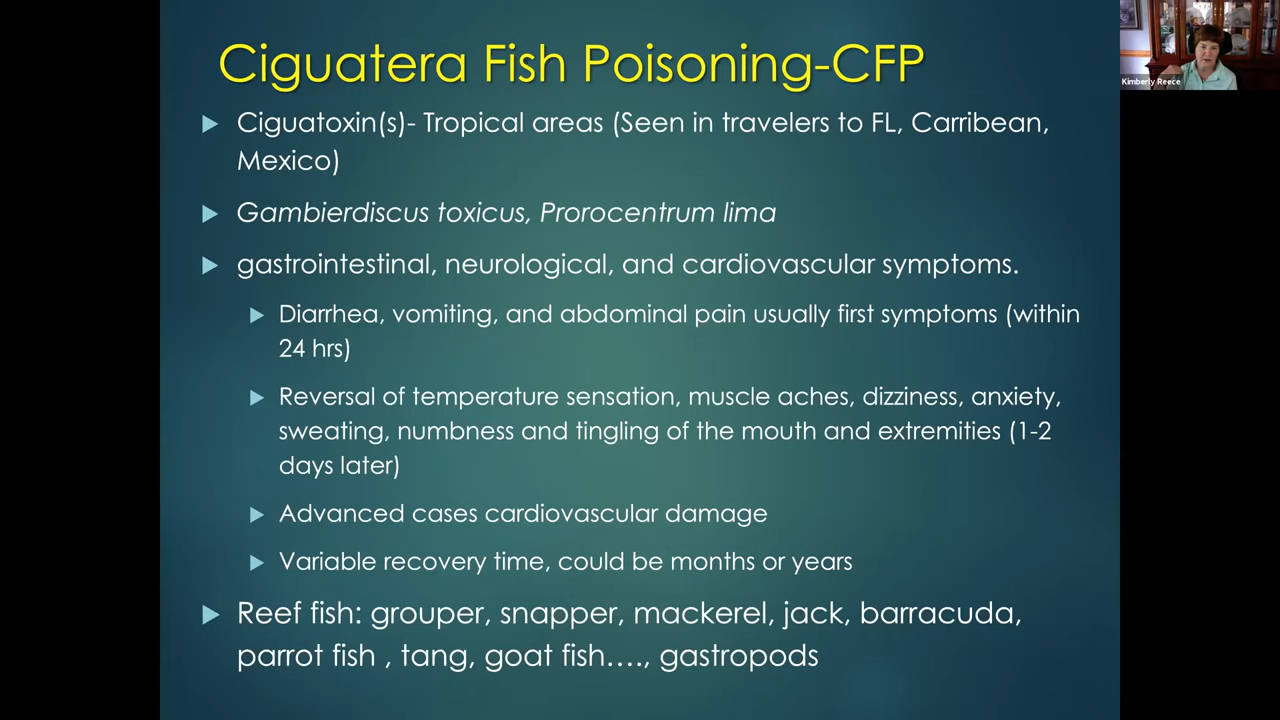 Ciguatera Fish Poisoning-CFP
Kimberly Reece
Ciguatoxin(s)- Tropical areas (Seen in travelers to FL, Carribean,
Mexico)
Gambierdiscus toxicus, Prorocentrum lima
gastrointestinal, neurological, and cardiovascular symptoms.
Diarrhea, vomiting, and abdominal pain usually first symptoms (within
24 hrs)
Reversal of temperature sensation, muscle aches, dizziness, anxiety,
sweating, numbness and tingling of the mouth and extremities (1-2
days later)
Advanced cases cardiovascular damage
Variable recovery time, could be months or years
Reef fish: grouper, snapper, mackerel, jack, barracuda,
parrot fish , tang, goat fish…., gastropods